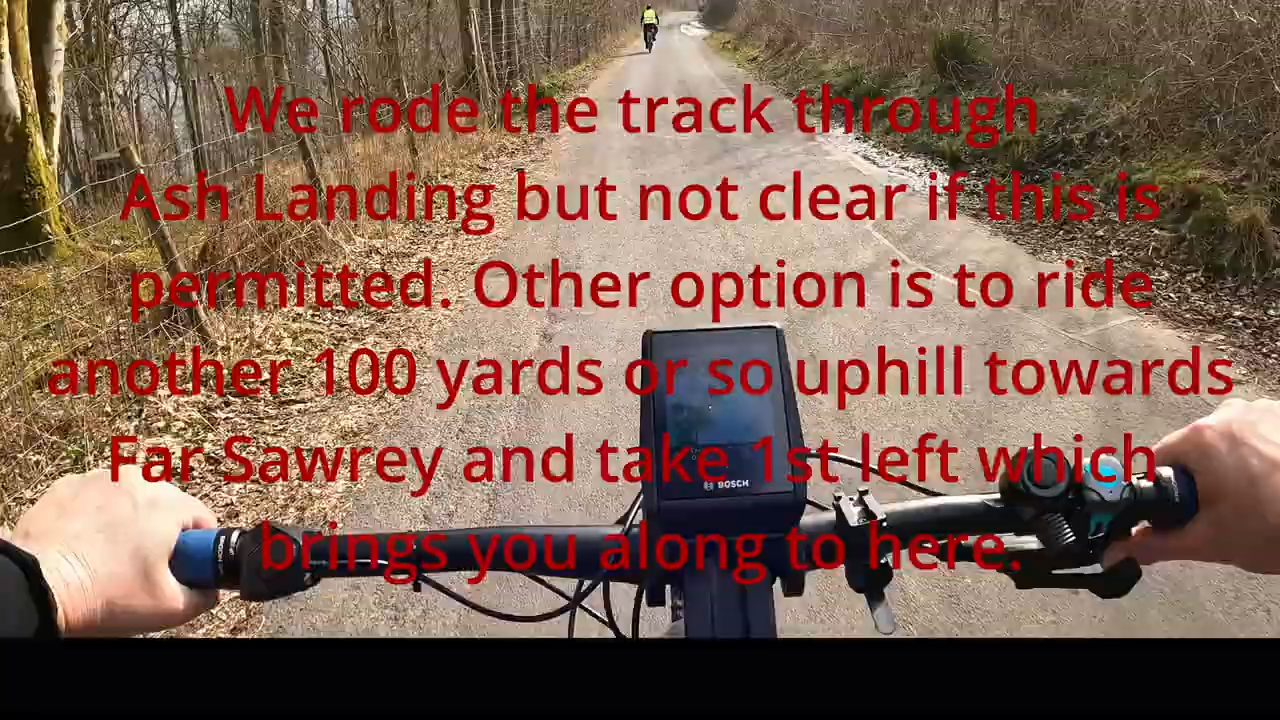 We rode the track through
Ash Landing but not clear if this is
permitted. Other option is to ride
another 100 yards or so uphill towards
Far Sawrey and take 1st left which
brings you along to here.
BOSCH